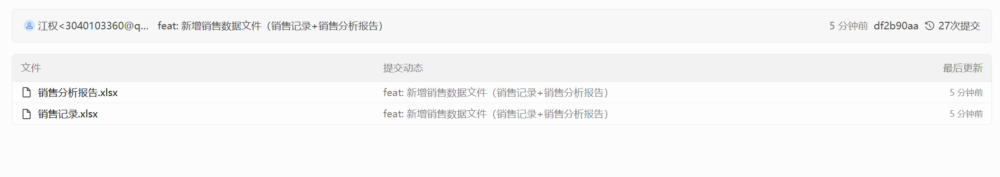 江权<3040103360@q... feat: 新增销售数据文件（销售记录+销售分析报告） 5 分钟前 df2b90aa 27次提交
文件 提交动态 最后更新
销售分析报告.xlsx feat: 新增销售数据文件（销售记录+销售分析报告） 5 分钟前
销售记录.xlsx feat: 新增销售数据文件（销售记录+销售分析报告） 5 分钟前